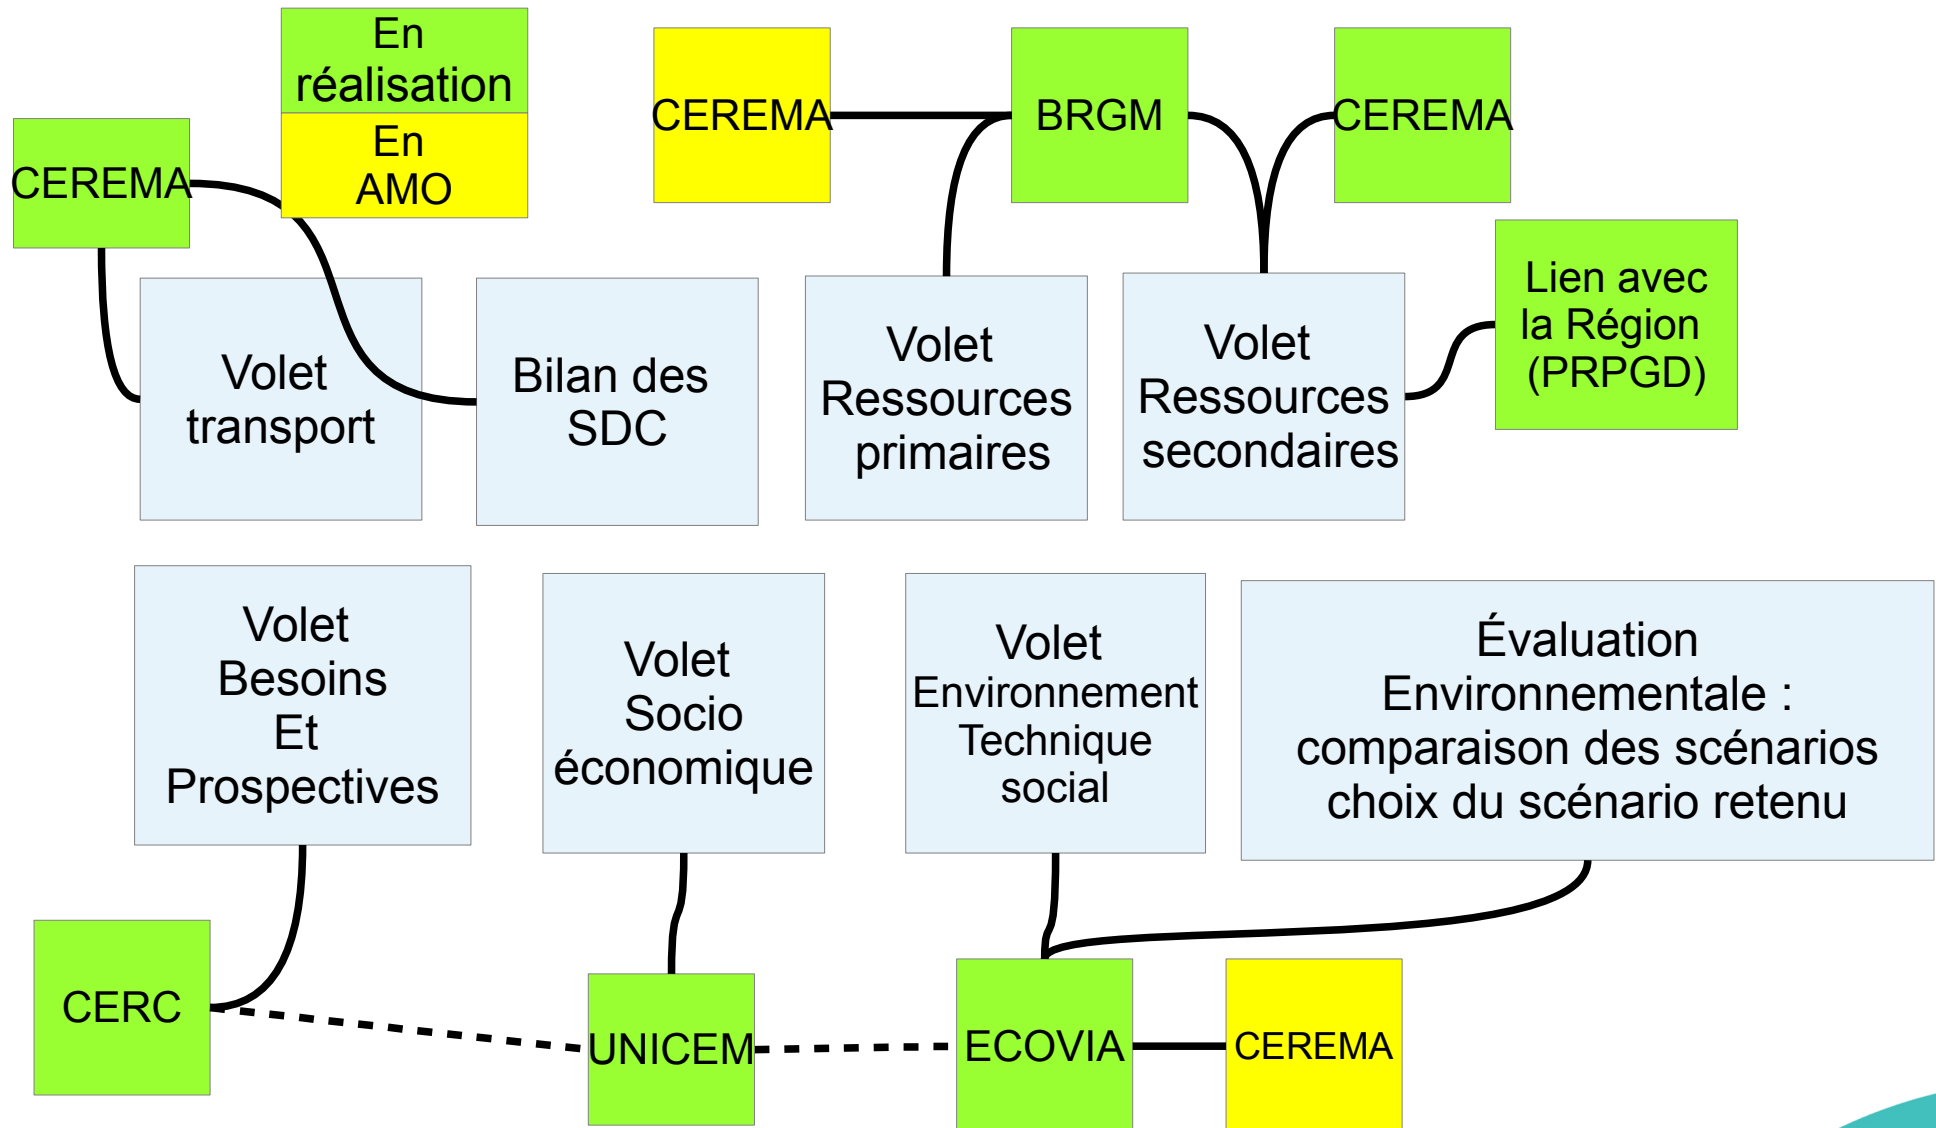 En
réalisation
En
AMO
CEREMA
CEREMA
BRGM
CEREMA
Lien avec
la Région
(PRPGD)
Volet
transport
Bilan des
SDC
Volet
Ressources
primaires
Volet
Ressources
secondaires
Volet
Besoins
Et
Prospectives
Volet
Socio
économique
Volet
Environnement
Technique
social
Évaluation
Environnementale :
comparaison des scénarios
choix du scénario retenu
CERC
UNICEM
ECOVIA
CEREMA